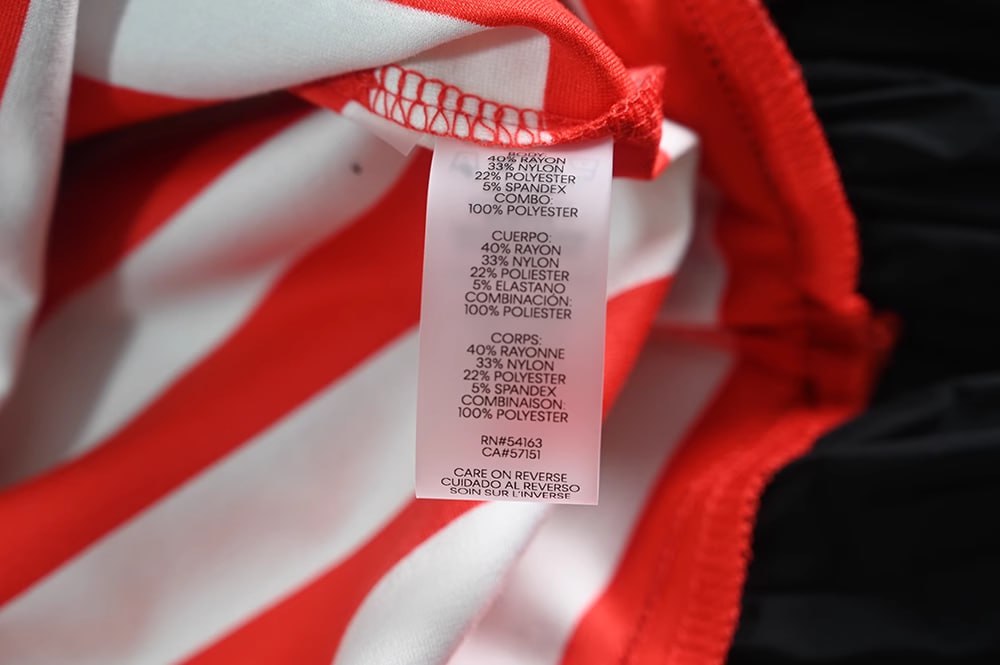 BODY
40% RAYON
33% NYLON
22% POLYESTER
5% SPANDEX
COMBO:
100% POLYESTER
CUERPO:
40% RAYON
33% NYLON
22% POLIESTER
5% ELASTANO
COMBINACIÓN:
100% POLIESTER
CORPS:
40% RAYONNE
33% NYLON
22% POLYESTER
5% SPANDEX
COMBINAISON:
100% POLYESTER
RN#54163
CA#57151
CARE ON REVERSE
CUIDADO AL REVERSO
SOIN SUR L'INVERSE